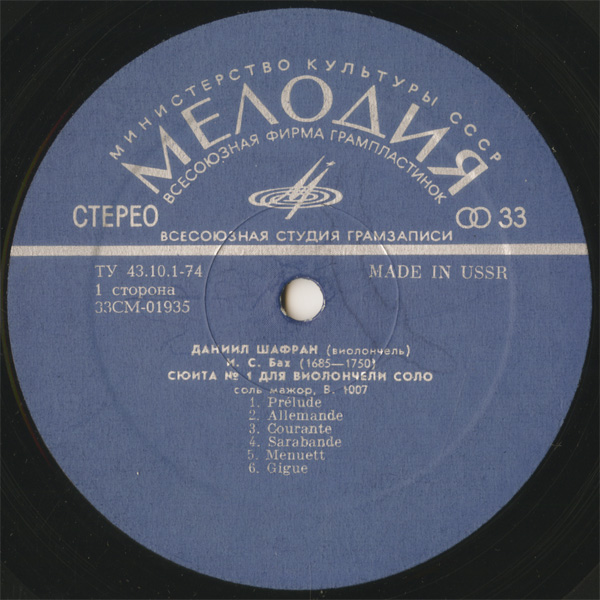 МИНИСТЕРСТВО КУЛЬТУРЫ СССР
МЕЛОДИЯ
ВСЕСОЮЗНАЯ ФИРМА ГРАМПЛАСТИНОК
СТЕРЕО
33
ВСЕСОЮЗНАЯ СТУДИЯ ГРАМЗАПИСИ
ТУ 43.10.1-74
MADE IN USSR
1 сторона
33СМ-01935
ДАНИИЛ ШАФРАН (виолончель)
И. С. Бах (1685—1750)
СЮИТА № 1 ДЛЯ ВИОЛОНЧЕЛИ СОЛО
соль мажор, В. 1007
1. Prélude
2. Allemande
3. Courante
4. Sarabande
5. Menuett
6. Gigue